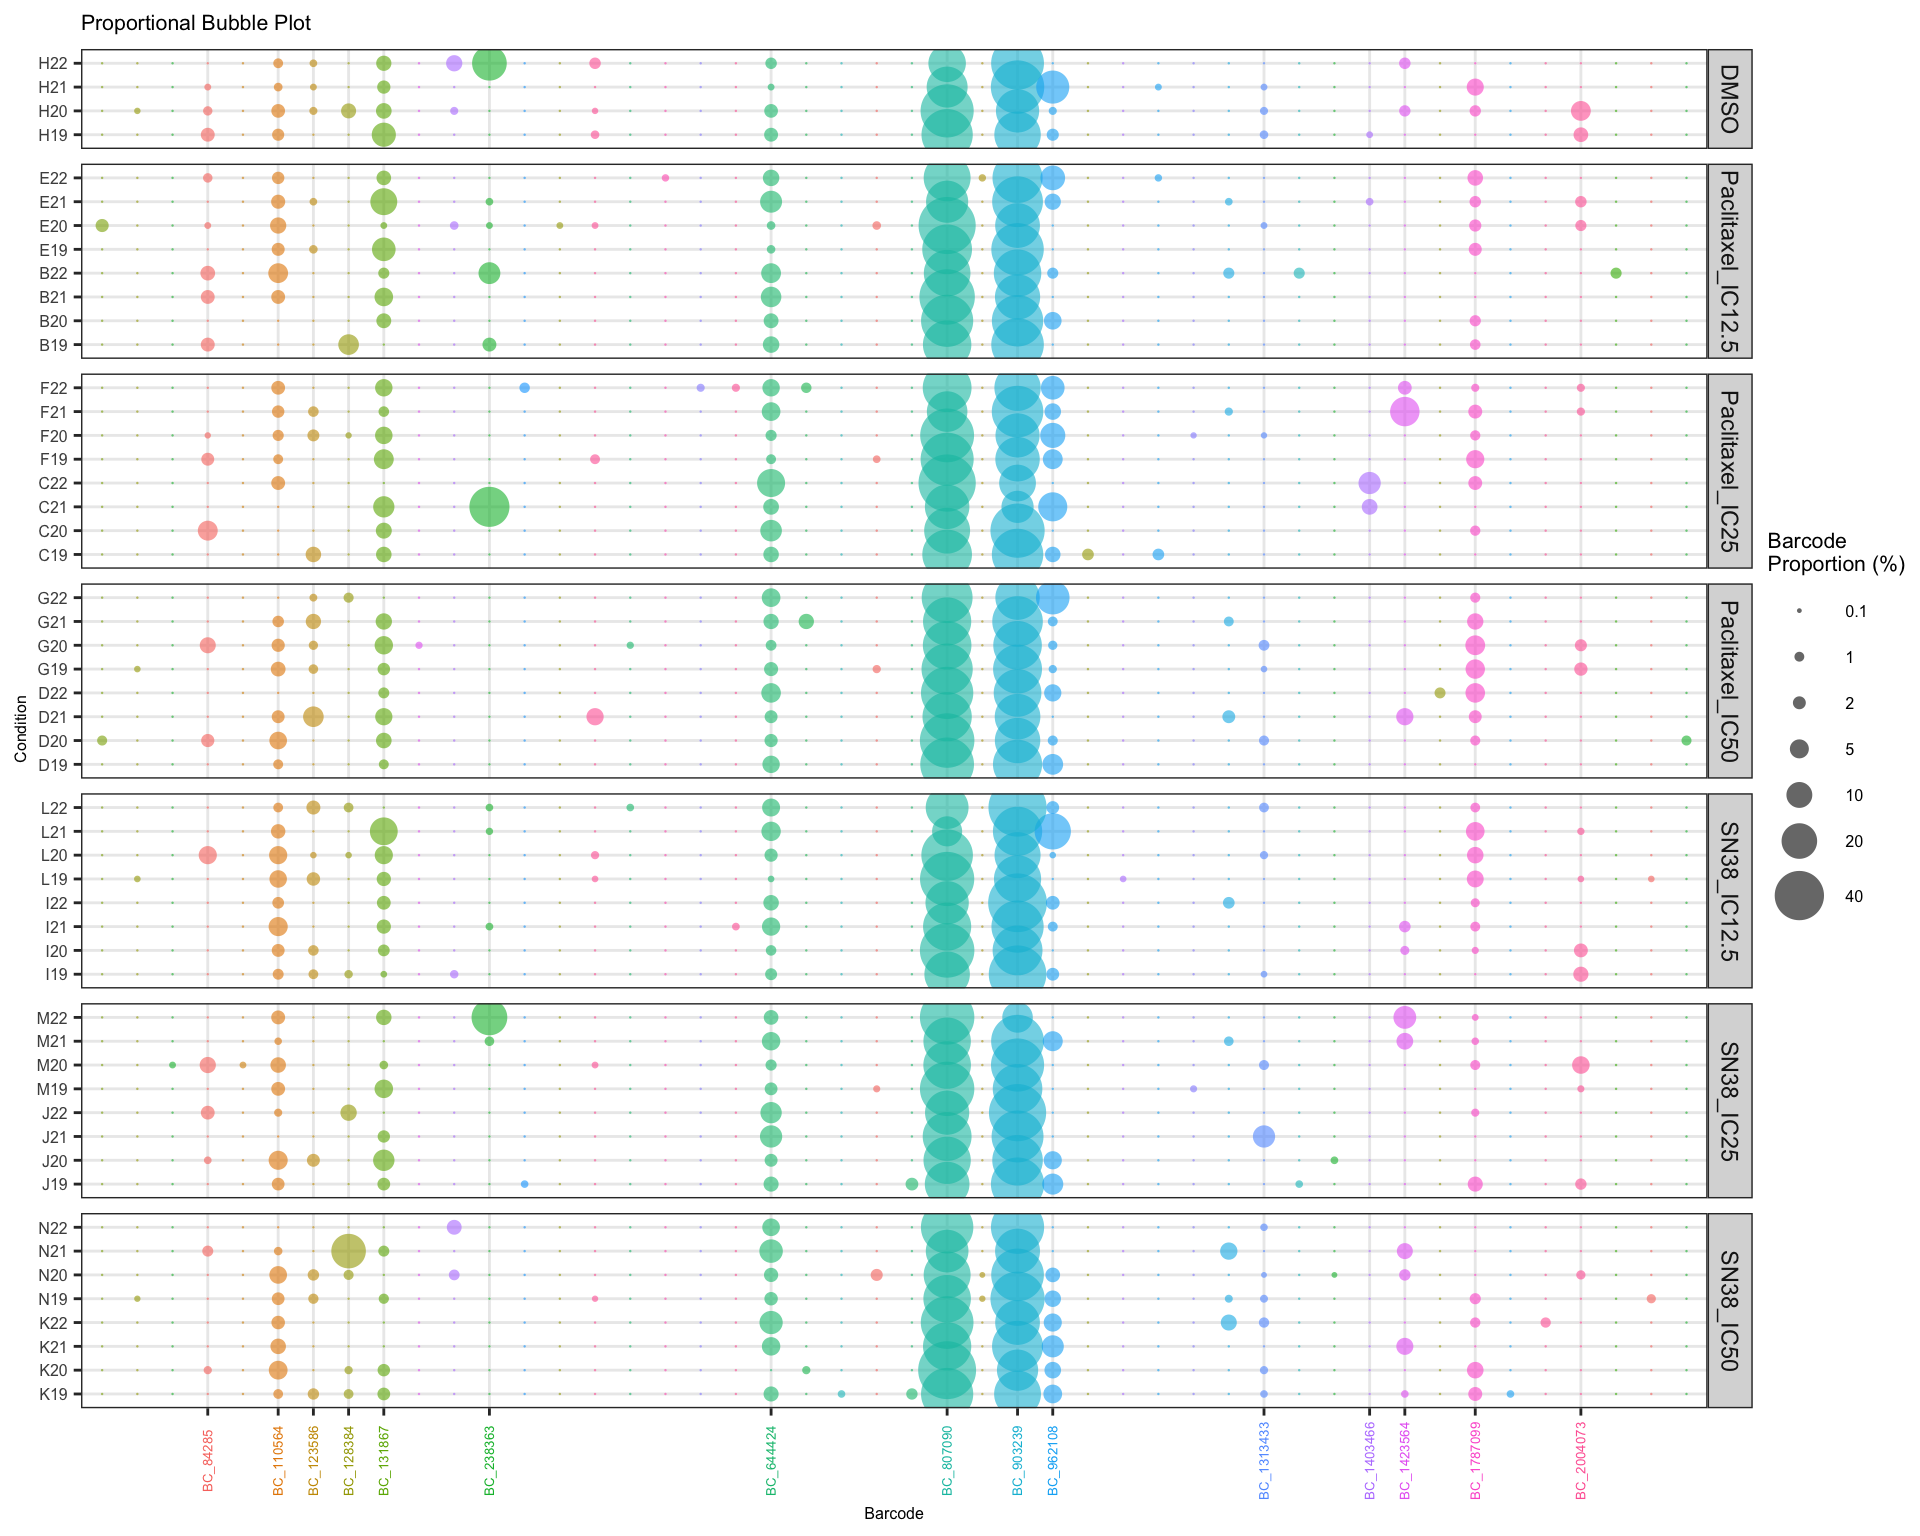 Proportional Bubble Plot
H22
H21
H20
H19
DMSO
E22
E21
E20
E19
B22
B21
B20
B19
Paclitaxel_IC12.5
F22
F21
F20
F19
C22
C21
C20
C19
Paclitaxel_IC25
G22
G21
G20
G19
D22
D21
D20
D19
Paclitaxel_IC50
L22
L21
L20
L19
I22
I21
I20
I19
SN38_IC12.5
M22
M21
M20
M19
J22
J21
J20
J19
SN38_IC25
N22
N21
N20
N19
K22
K21
K20
K19
SN38_IC50
Condition
BC_84285
BC_110564
BC_123586
BC_128384
BC_131867
BC_238363
BC_644424
BC_807090
BC_903239
BC_962108
BC_1313433
BC_1403466
BC_1423564
BC_1787099
BC_2004073
Barcode
Barcode
Proportion (%)
0.1
1
2
5
10
20
40